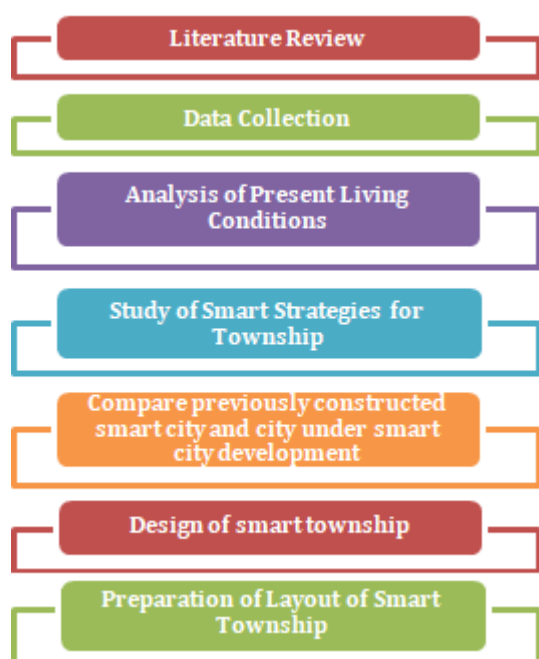 Literature Review
Data Collection
Analysis of Present Living
Conditions
Study of Smart Strategies for
Township
Compare previously constructed
smart city and city under smart
city development
Design of smart township
Preparation of Layout of Smart
Township